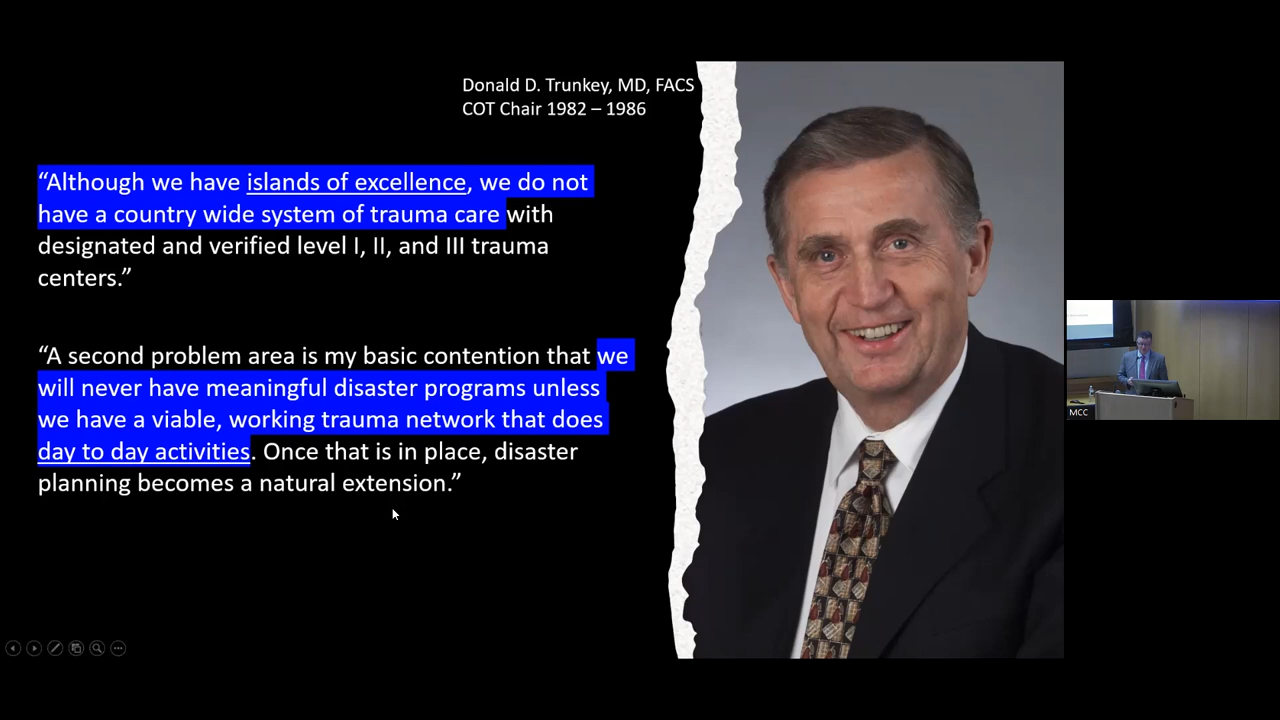 Donald D. Trunkey, MD, FACS
COT Chair 1982 – 1986
“Although we have islands of excellence, we do not
have a country wide system of trauma care with
designated and verified level I, II, and III trauma
centers.”
“A second problem area is my basic contention that we
will never have meaningful disaster programs unless
we have a viable, working trauma network that does
day to day activities. Once that is in place, disaster
planning becomes a natural extension.”
MCC